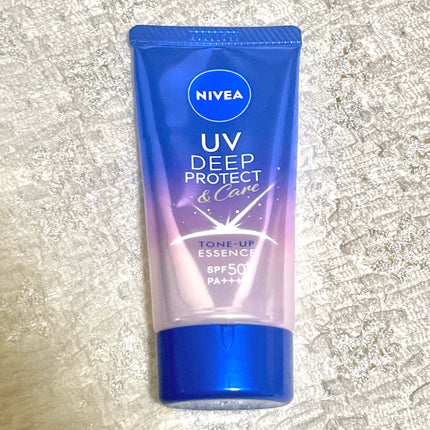 NIVEA
UV
DEEP
PROTECT
& Care
TONE-UP
ESSENCE
SPF50+
PA++++